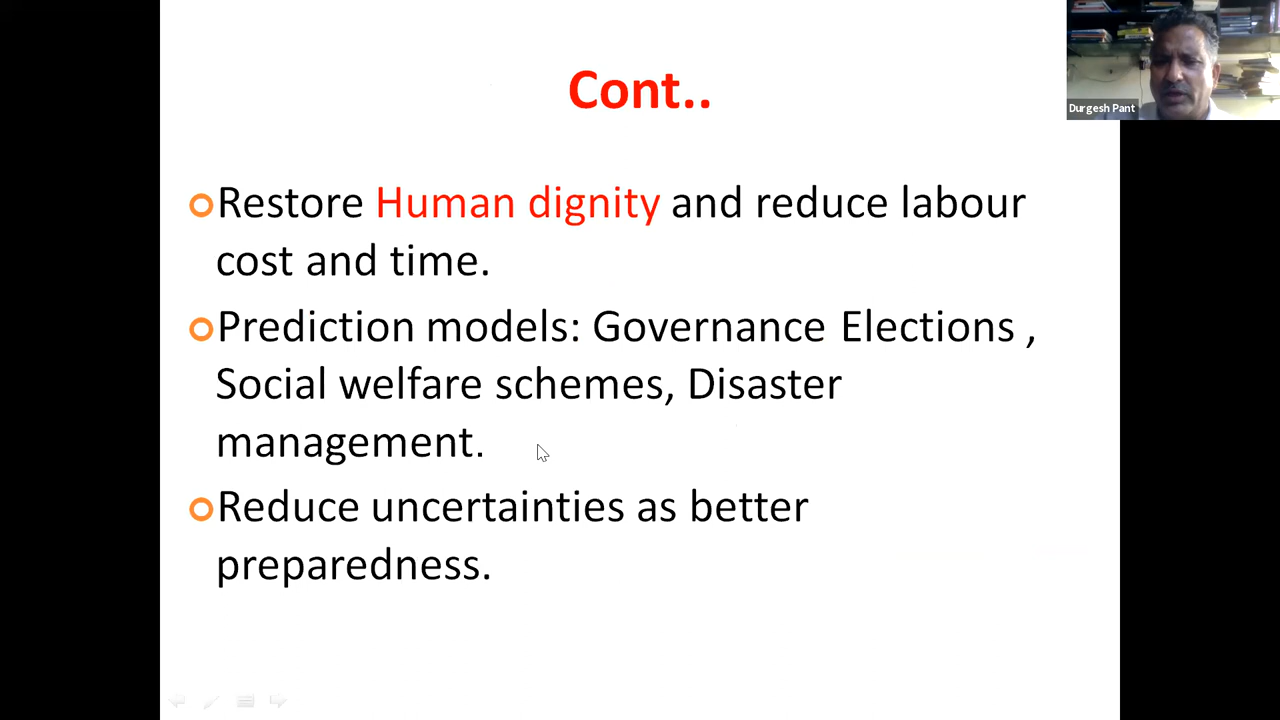 Cont..
Durgesh Pant
Restore Human dignity and reduce labour
cost and time.
Prediction models: Governance Elections ,
Social welfare schemes, Disaster
management.
Reduce uncertainties as better
preparedness.